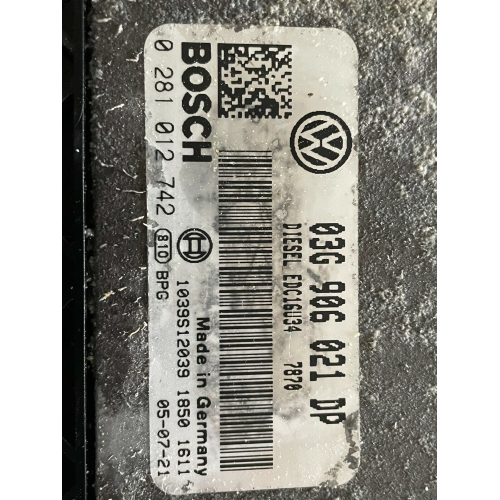 03G 906 021 DP
DIESEL EDC16U34 7870
BOSCH
Made in Germany
1039S12039 1850 1611
0 281 012 742 81D BPG 05-07-21